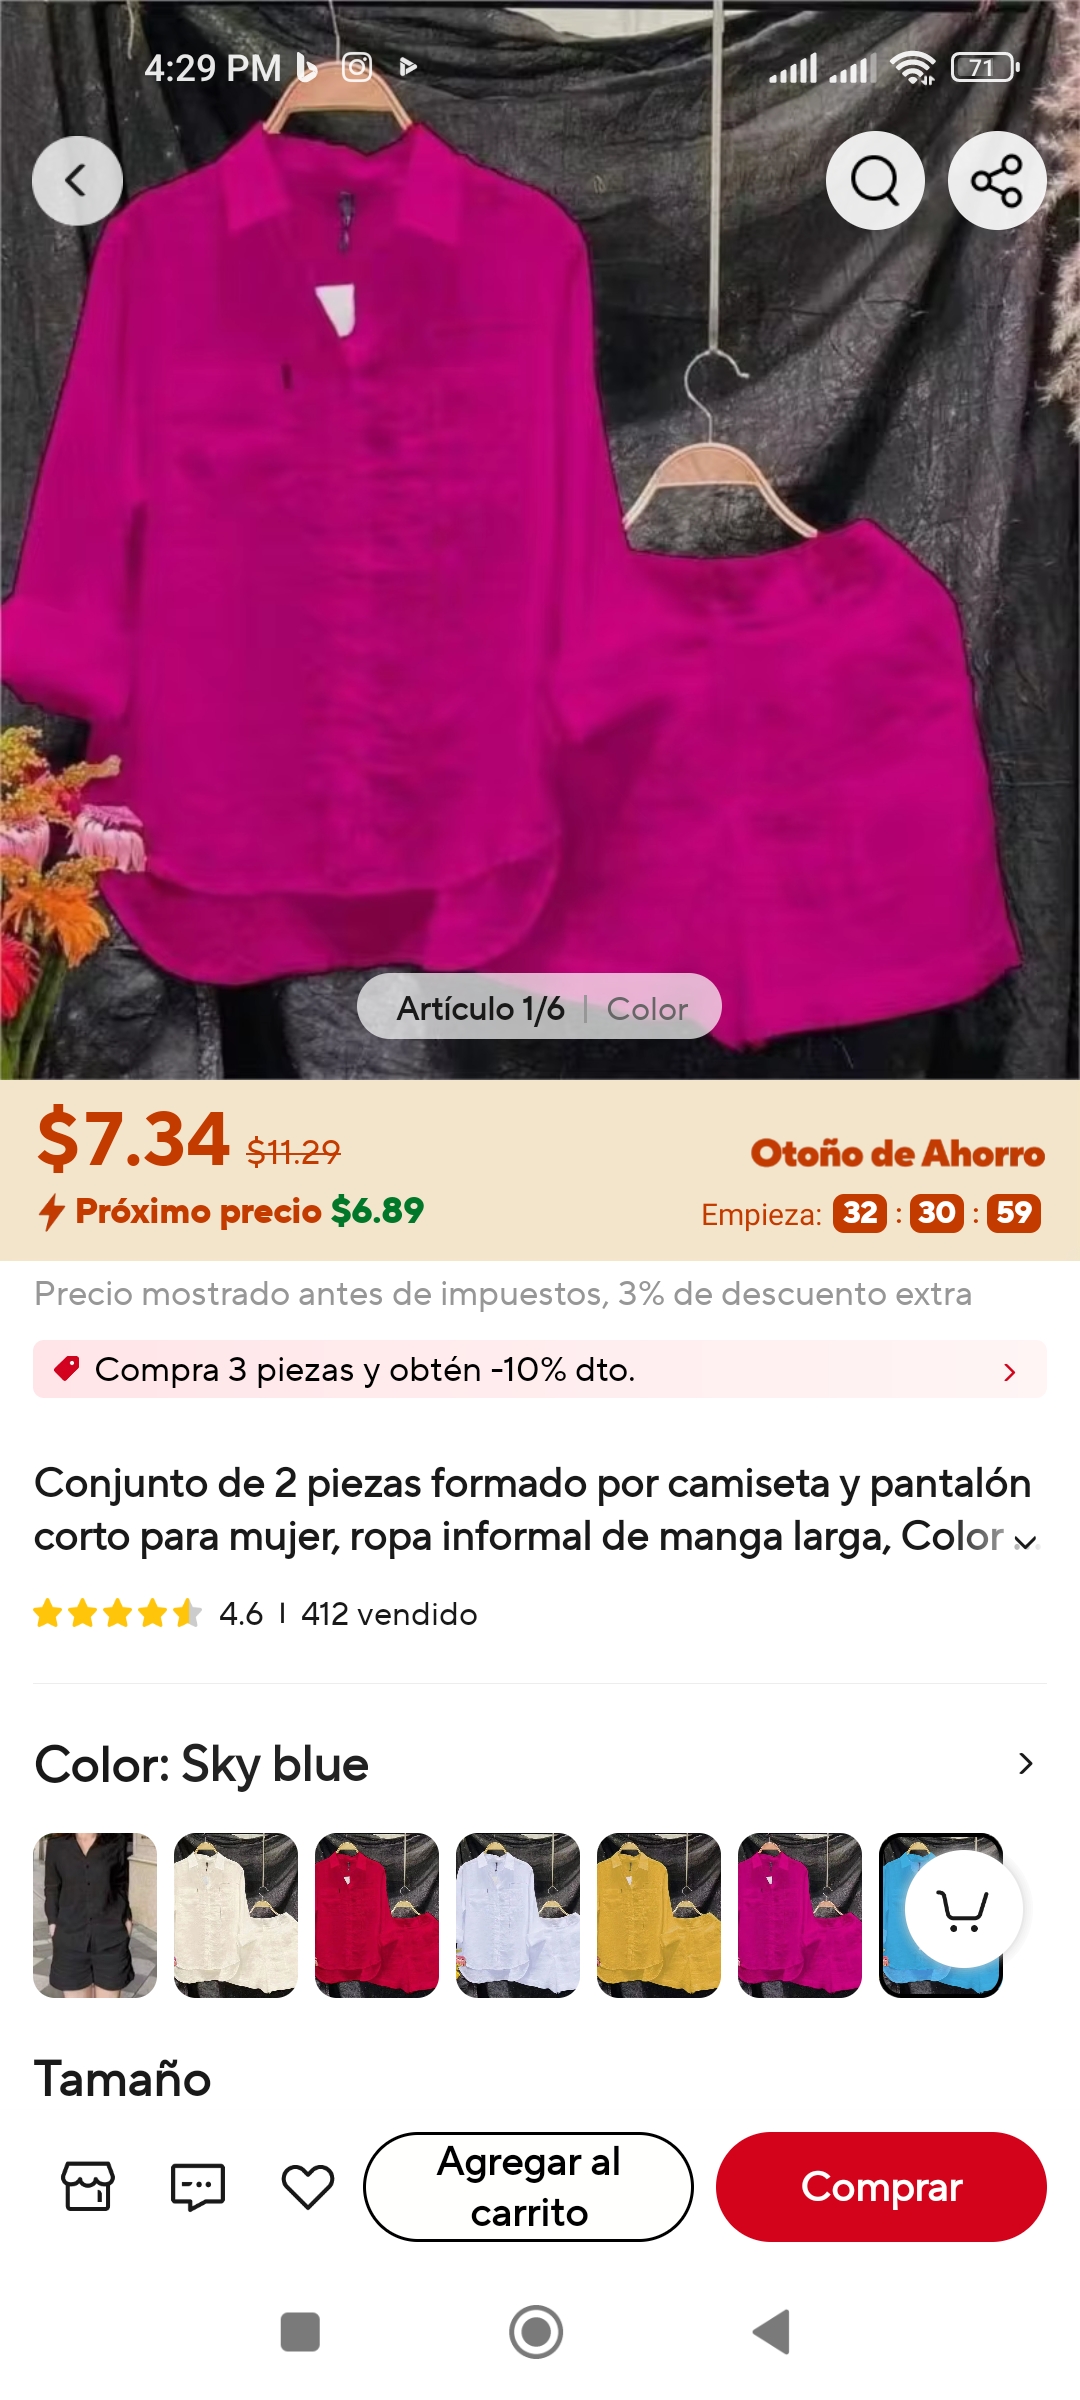 4:29 PM
71
Artículo 1/6 | Color
$7.34 $11.29
Otoño de Ahorro
Próximo precio $6.89
Empieza: 32 : 30 : 59
Precio mostrado antes de impuestos, 3% de descuento extra
Compra 3 piezas y obtén -10% dto.
Conjunto de 2 piezas formado por camiseta y pantalón
corto para mujer, ropa informal de manga larga, Color ...
4.6 | 412 vendido
Color: Sky blue
Tamaño
Agregar al
carrito
Comprar